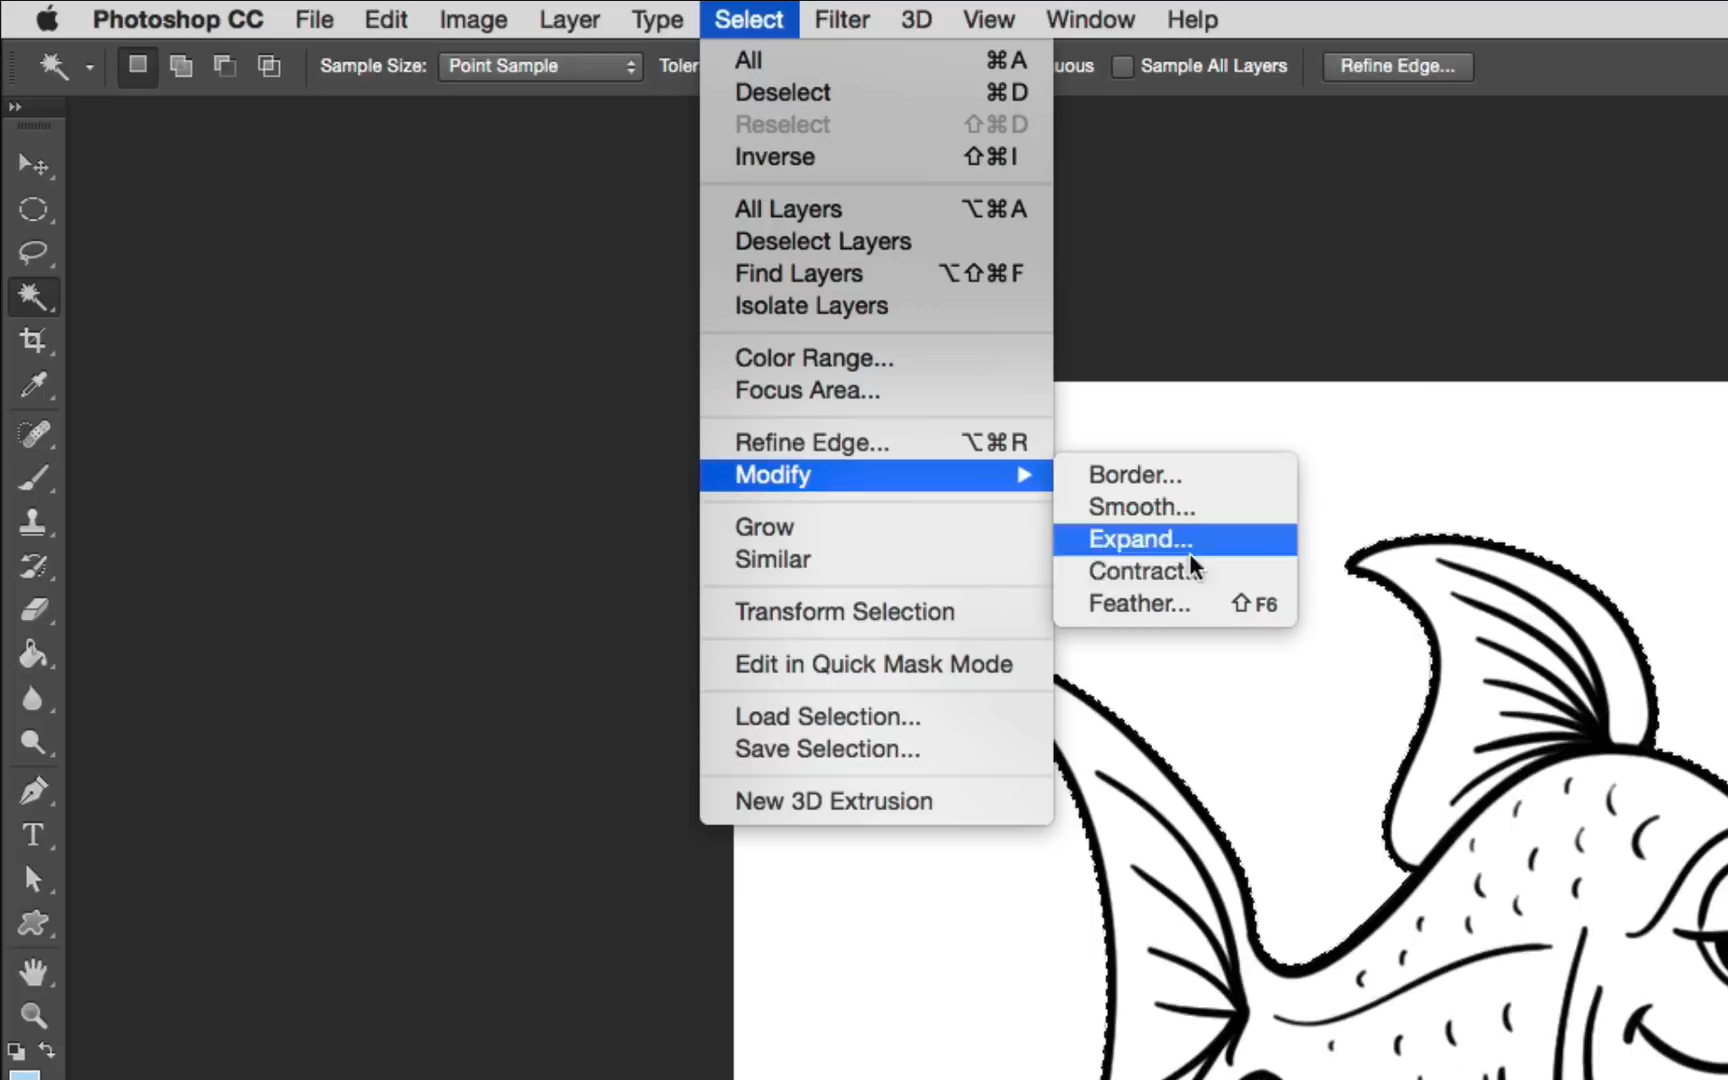 Photoshop CC File Edit Image Layer Type Select Filter 3D View Window Help
Sample Size: Point Sample Toler uous Sample All Layers Refine Edge...
All ⌘A
Deselect ⌘D
Reselect ⇧⌘D
Inverse ⇧⌘I
All Layers ⌥⌘A
Deselect Layers
Find Layers ⌥⇧⌘F
Isolate Layers
Color Range...
Focus Area...
Refine Edge... ⌥⌘R
Modify
Border...
Smooth...
Expand...
Contract...
Feather... ⇧F6
Grow
Similar
Transform Selection
Edit in Quick Mask Mode
Load Selection...
Save Selection...
New 3D Extrusion